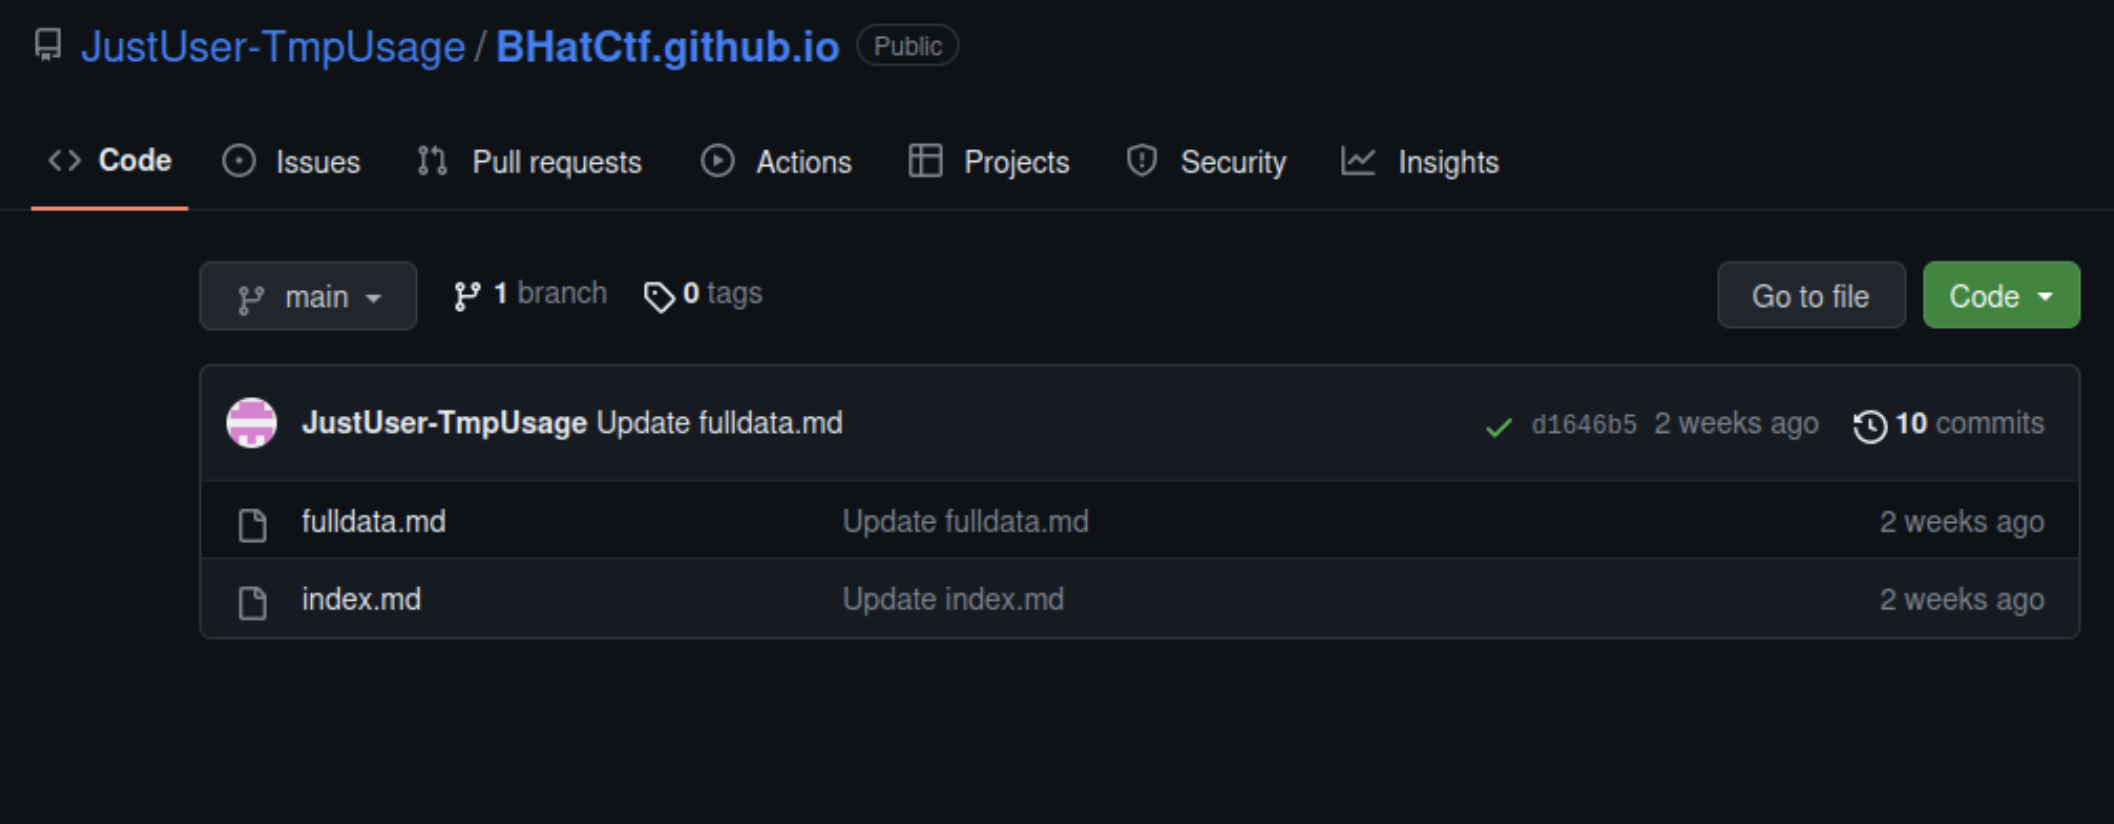 JustUser-TmpUsage / BHatCtf.github.io Public
Code Issues Pull requests Actions Projects Security Insights
main 1 branch 0 tags Go to file Code
JustUser-TmpUsage Update fulldata.md d1646b5 2 weeks ago 10 commits
fulldata.md Update fulldata.md 2 weeks ago
index.md Update index.md 2 weeks ago